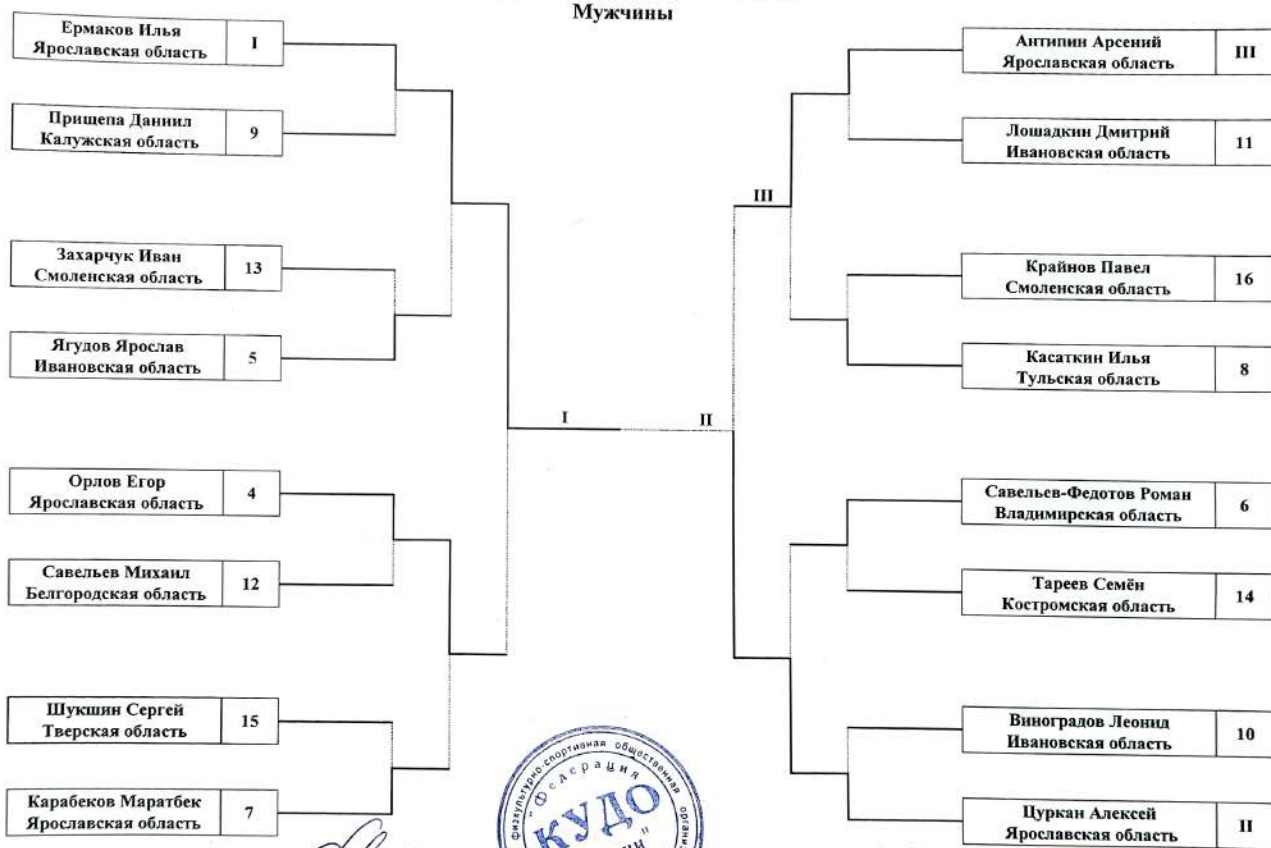 Мужчины
Ермаков Илья
Ярославская область
I
Прищепа Даниил
Калужская область
9
Захарчук Иван
Смоленская область
13
Ягудов Ярослав
Ивановская область
5
Орлов Егор
Ярославская область
4
Савельев Михаил
Белгородская область
12
Шукшин Сергей
Тверская область
15
Карабеков Маратбек
Ярославская область
7
I
II
III
Антипин Арсений
Ярославская область
III
Лошадкин Дмитрий
Ивановская область
11
Крайнов Павел
Смоленская область
16
Касаткин Илья
Тульская область
8
Савельев-Федотов Роман
Владимирская область
6
Тареев Семён
Костромская область
14
Виноградов Леонид
Ивановская область
10
Цуркан Алексей
Ярославская область
II
физкультурно-спортивная общественная
"Федерация
КУДО